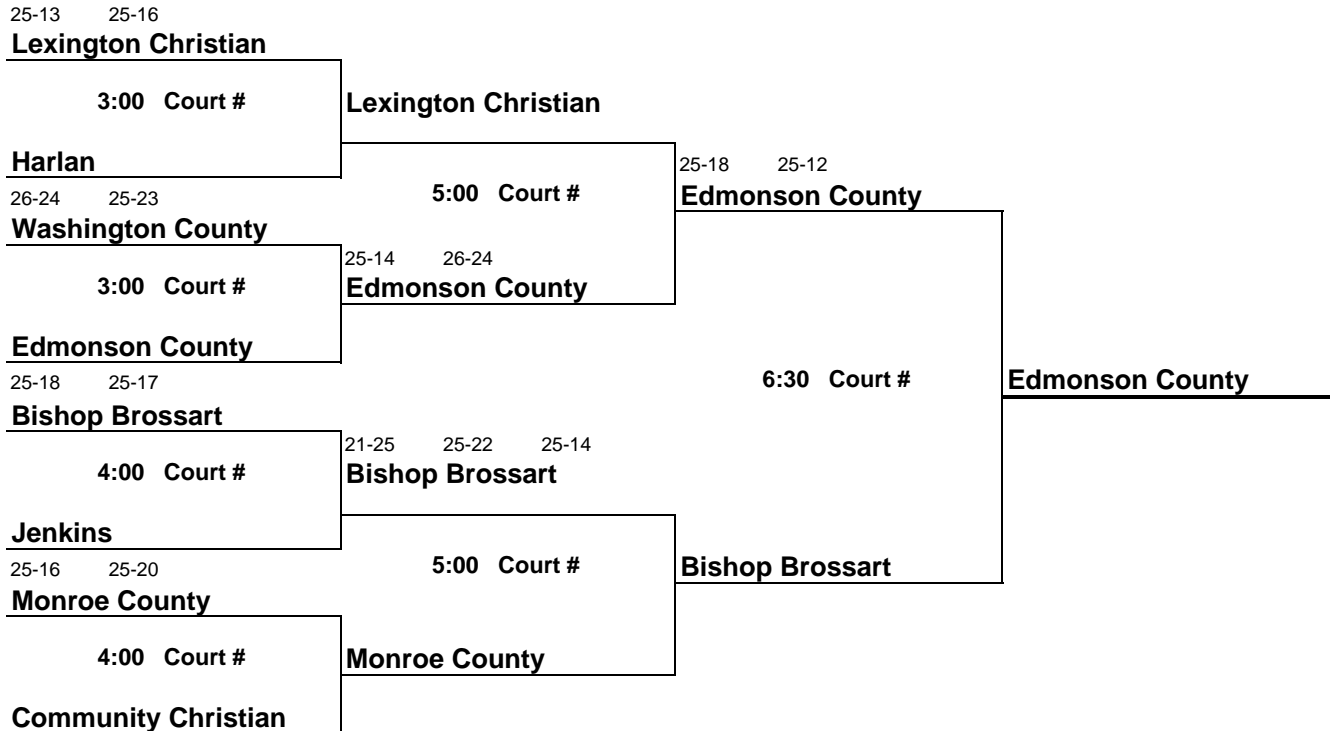 25-13 25-16
Lexington Christian
3:00 Court #
Lexington Christian
Harlan
25-18 25-12
26-24 25-23
5:00 Court #
Edmonson County
Washington County
25-14 26-24
3:00 Court #
Edmonson County
Edmonson County
25-18 25-17
6:30 Court #
Edmonson County
Bishop Brossart
21-25 25-22 25-14
4:00 Court #
Bishop Brossart
Jenkins
25-16 25-20
5:00 Court #
Bishop Brossart
Monroe County
4:00 Court #
Monroe County
Community Christian